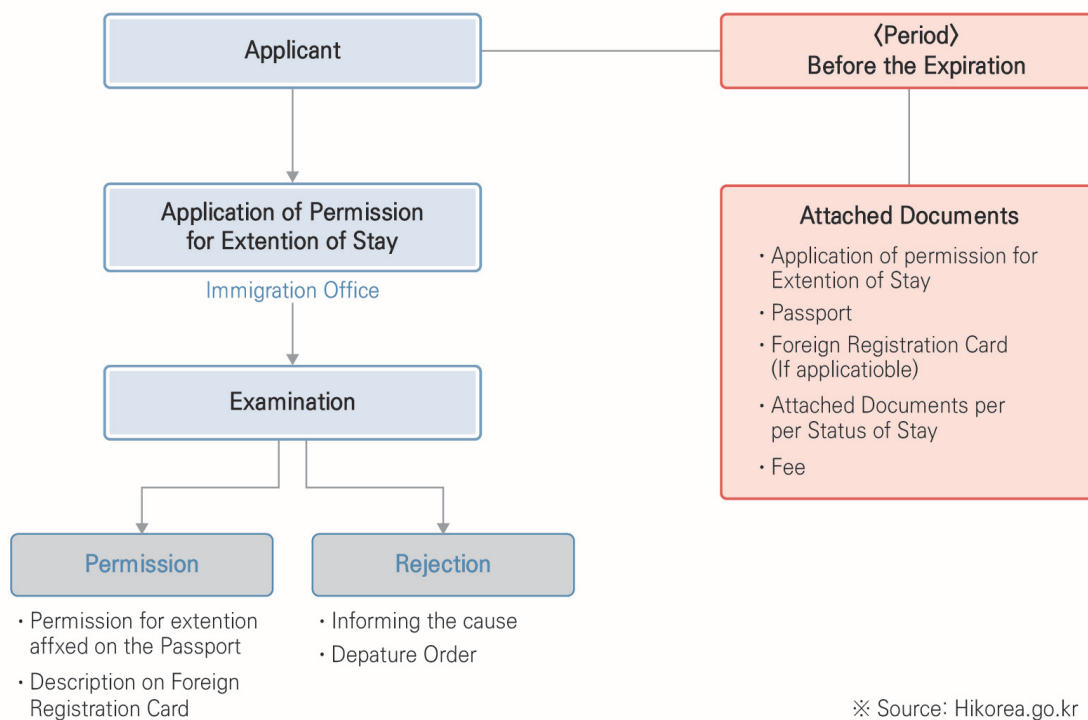 Applicant
〈Period〉
Before the Expiration
Application of Permission
for Extention of Stay
Immigration Office
Examination
Permission
· Permission for extention
affxed on the Passport
· Description on Foreign
Registration Card
Rejection
· Informing the cause
· Depature Order
Attached Documents
· Application of permission for
Extention of Stay
· Passport
· Foreign Registration Card
(If applicatioble)
· Attached Documents per
per Status of Stay
· Fee
※ Source: Hikorea.go.kr